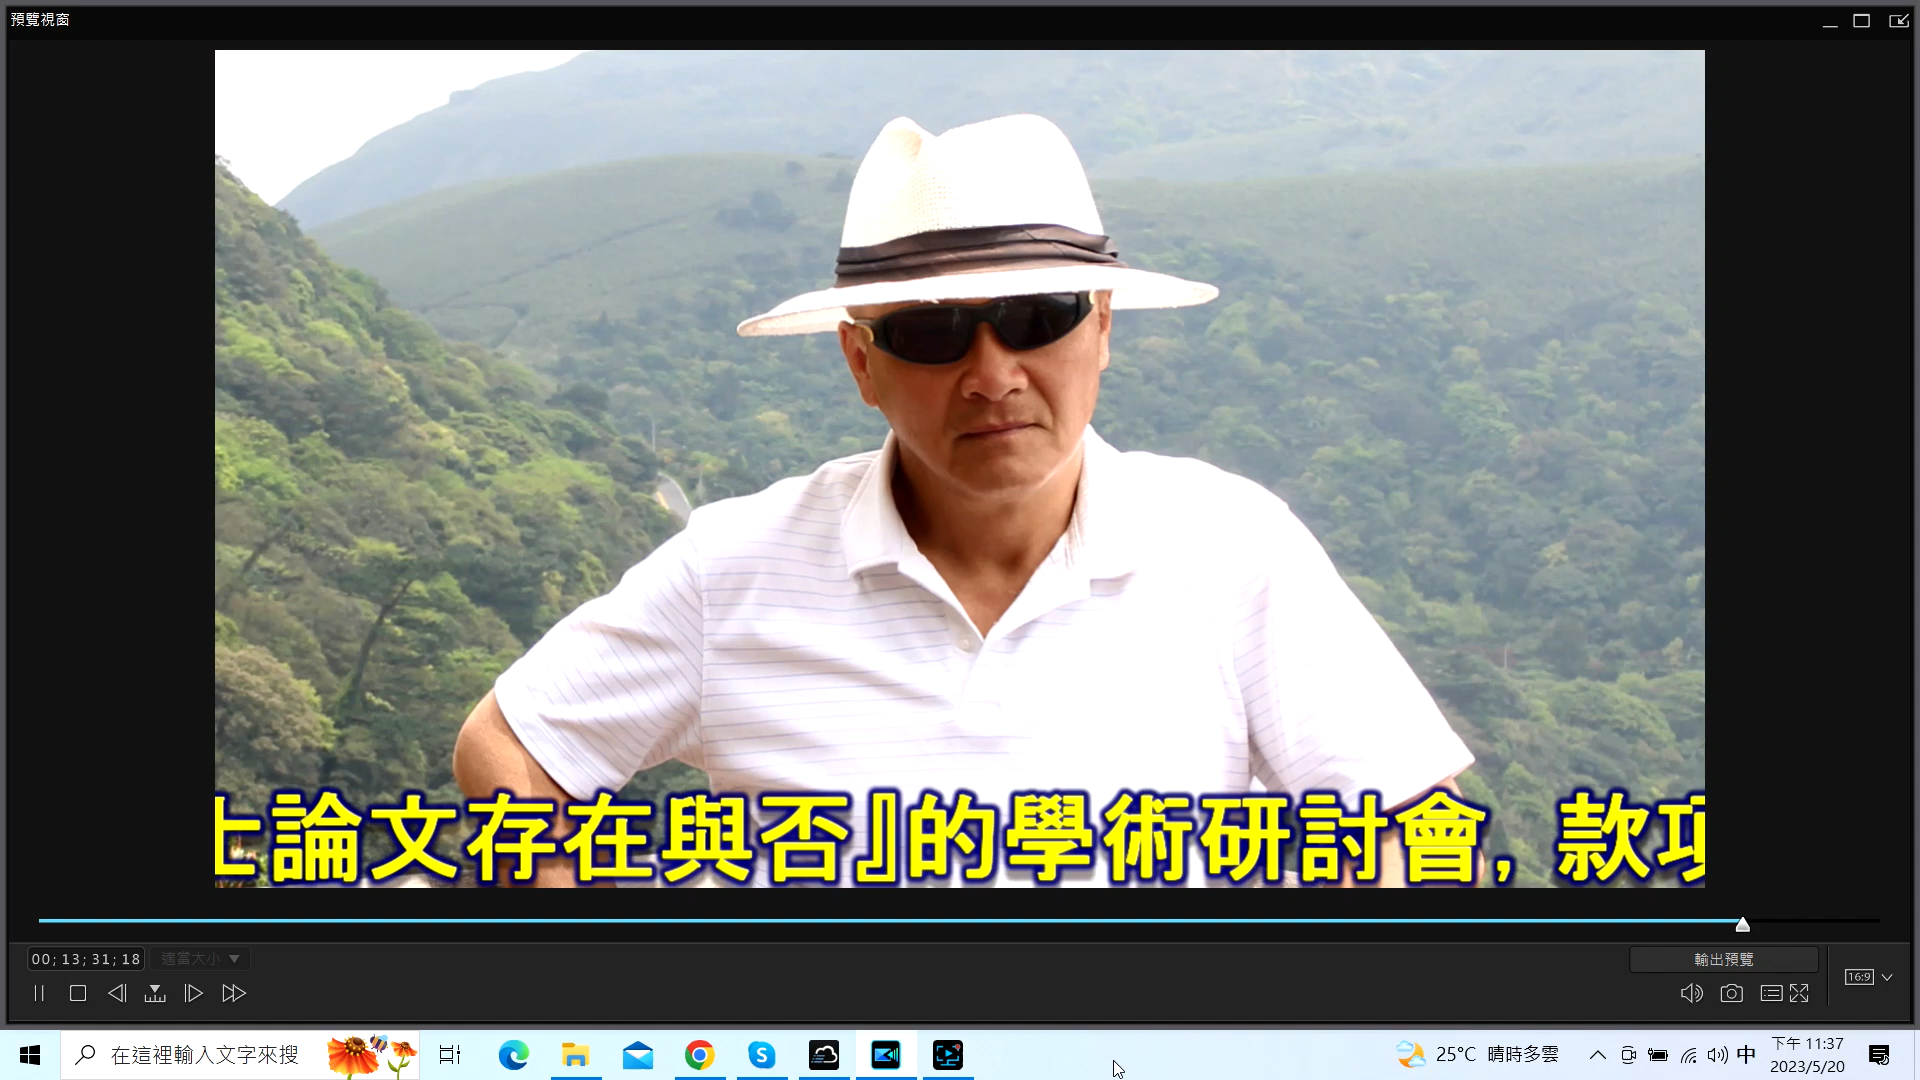 預覽視窗
論文存在與否』的學術研討會, 款
00; 13; 31; 18
適當大小
輸出預覽
16:9
在這裡輸入文字來搜
25°C 晴時多雲
中
下午 11:37
2023/5/20